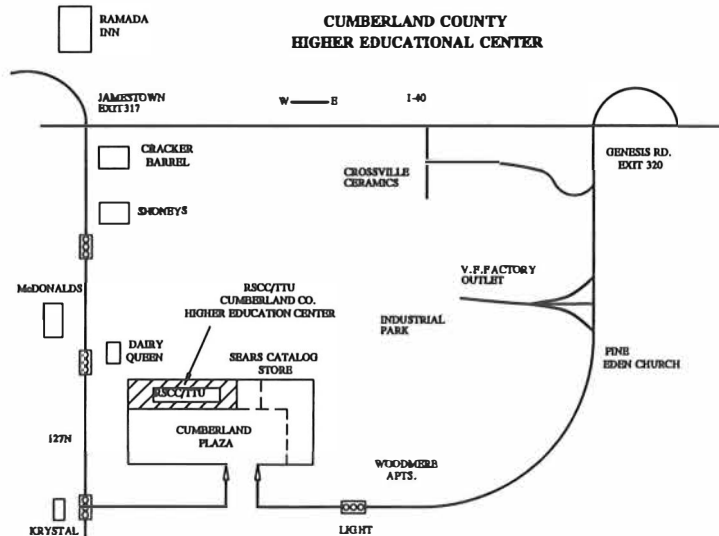 RAMADA
INN
CUMBERLAND COUNTY
HIGHER EDUCATIONAL CENTER
JAMESTOWN
EXIT 317
W E
I-40
CRACKER
BARREL
CROSSVILLE
CERAMICS
GENESIS RD.
EXIT 320
SHONEYS
McDONALDS
RSCC/TTU
CUMBERLAND CO.
HIGHER EDUCATION CENTER
V.F.FACTORY
OUTLET
INDUSTRIAL
PARK
DAIRY
QUEEN
SEARS CATALOG
STORE
PINE
EDEN CHURCH
RSCC/TTU
CUMBERLAND
PLAZA
127N
WOODMERE
APTS.
KRYSTAL
LIGHT